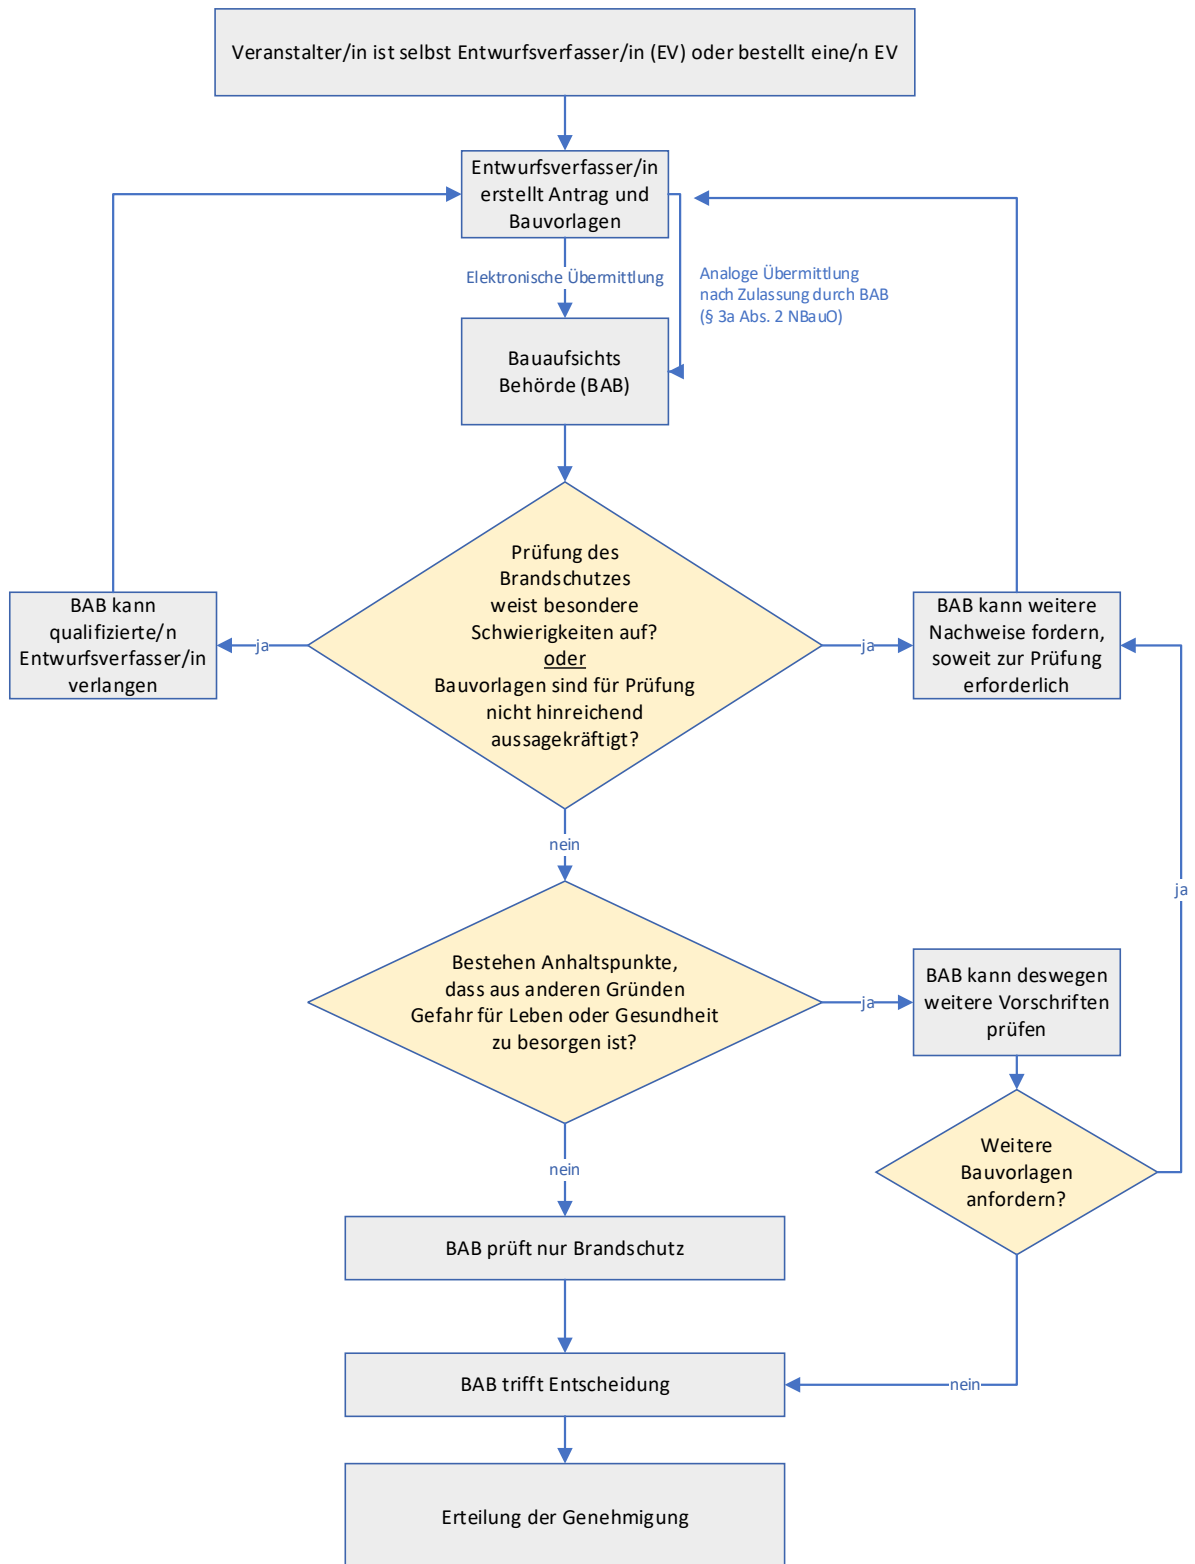 Veranstalter/in ist selbst Entwurfsverfasser/in (EV) oder bestellt eine/n EV
Entwurfsverfasser/in
erstellt Antrag und
Bauvorlagen
Elektronische Übermittlung
Analoge Übermittlung
nach Zulassung durch BAB
(§ 3a Abs. 2 NBauO)
Bauaufsichts
Behörde (BAB)
Prüfung des
Brandschutzes
weist besondere
Schwierigkeiten auf?
oder
Bauvorlagen sind für Prüfung
nicht hinreichend
aussagekräftigt?
ja
BAB kann
qualifizierte/n
Entwurfsverfasser/in
verlangen
ja
BAB kann weitere
Nachweise fordern,
soweit zur Prüfung
erforderlich
nein
Bestehen Anhaltspunkte,
dass aus anderen Gründen
Gefahr für Leben oder Gesundheit
zu besorgen ist?
ja
BAB kann deswegen
weitere Vorschriften
prüfen
ja
Weitere
Bauvorlagen
anfordern?
nein
BAB prüft nur Brandschutz
BAB trifft Entscheidung
nein
Erteilung der Genehmigung